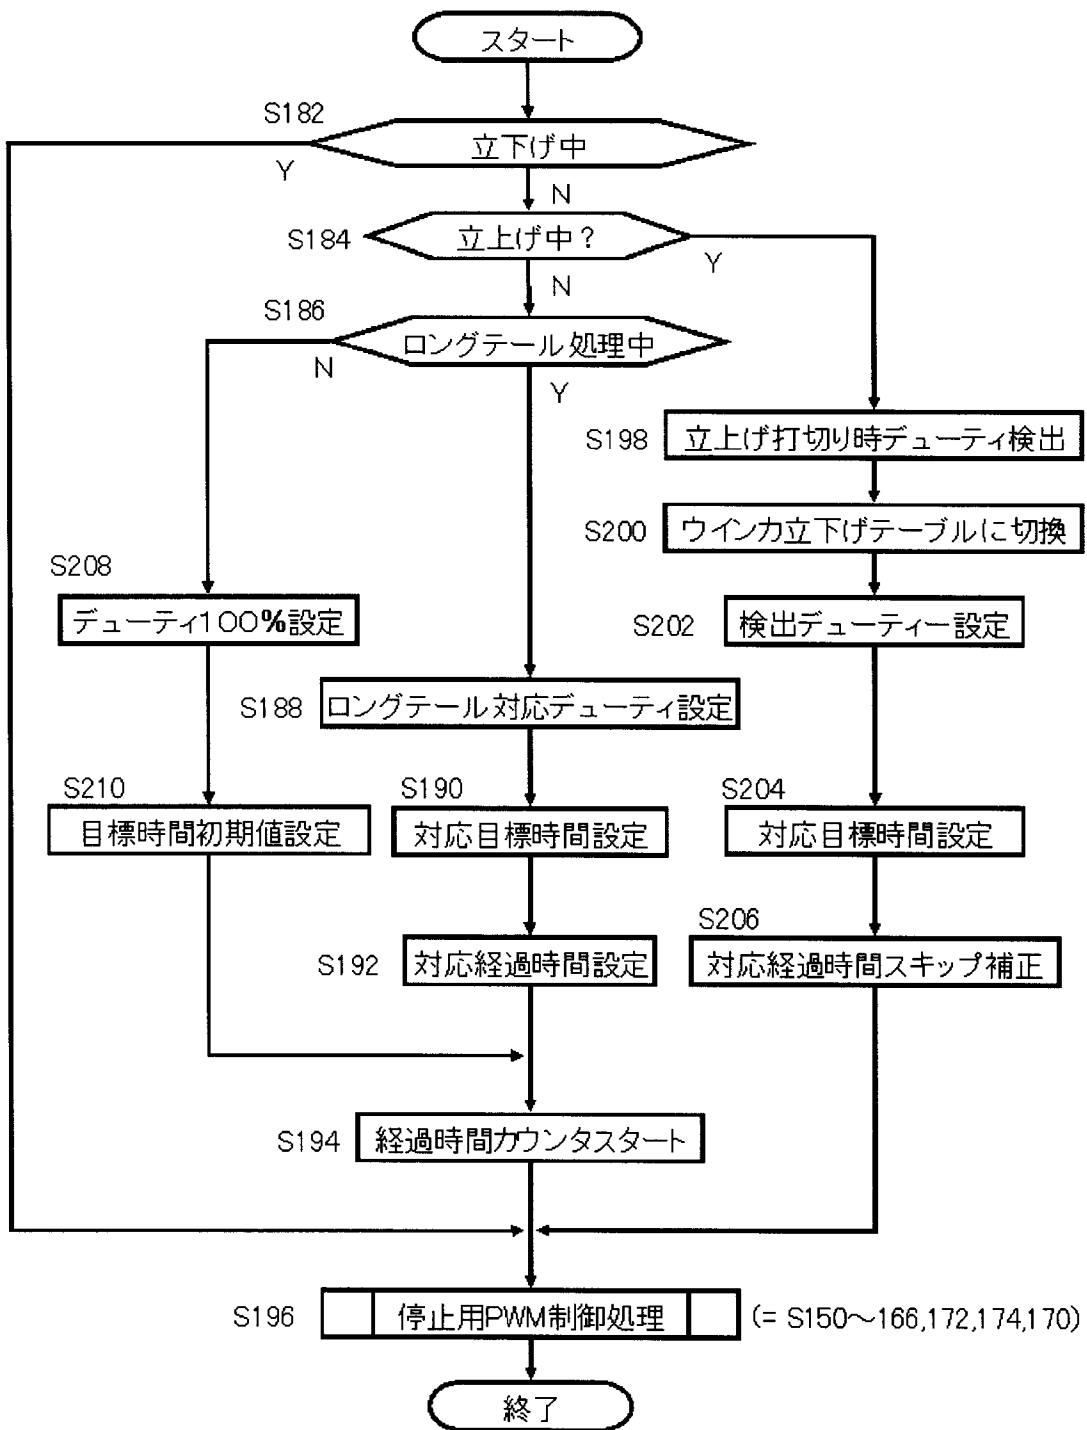 スタート
S182
立下げ中
Y
N
S184
立上げ中？
Y
N
S186
ロングテール処理中
N
Y
S198
立上げ打切り時デューティ検出
S200
ウインカ立下げテーブルに切換
S208
デューティ100%設定
S202
検出デューティー設定
S188
ロングテール対応デューティ設定
S210
目標時間初期値設定
S190
対応目標時間設定
S204
対応目標時間設定
S192
対応経過時間設定
S206
対応経過時間スキップ補正
S194
経過時間カウンタスタート
S196
停止用PWM制御処理
(= S150～166,172,174,170)
終了